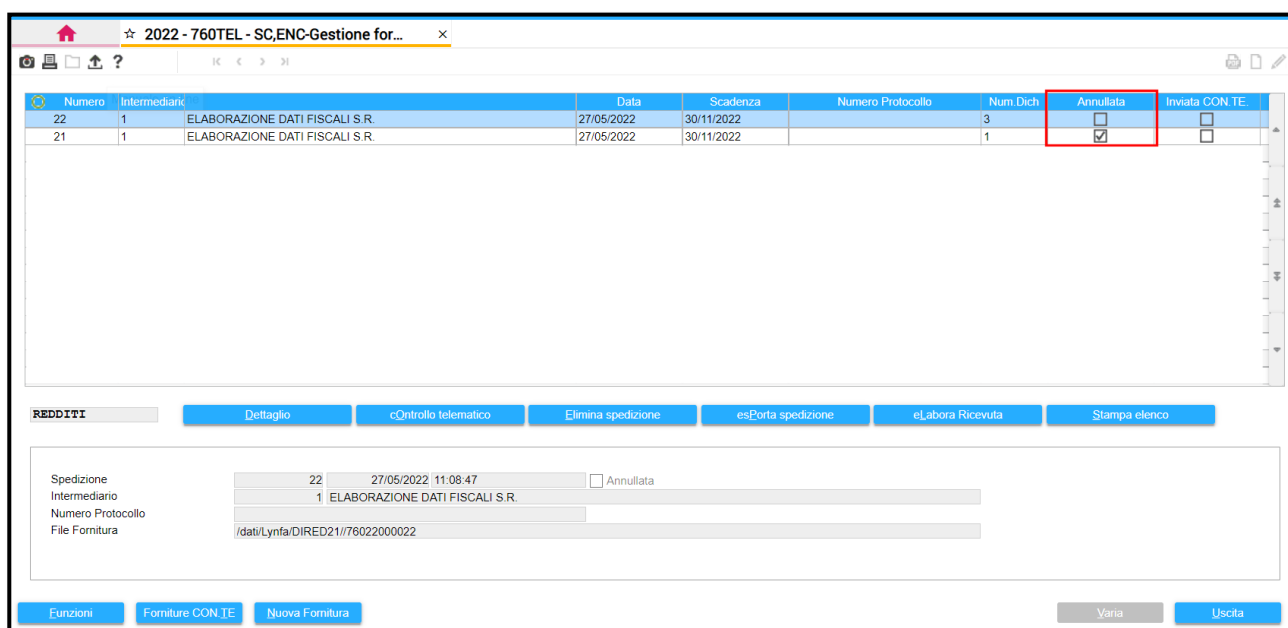 2022 - 760TEL - SC,ENC-Gestione for... ×
?
Numero Intermediario Data Scadenza Numero Protocollo Num.Dich Annullata Inviata CON.TE.
22 1 ELABORAZIONE DATI FISCALI S.R. 27/05/2022 30/11/2022 3
21 1 ELABORAZIONE DATI FISCALI S.R. 27/05/2022 30/11/2022 1
REDDITI Dettaglio cOntrollo telematico Elimina spedizione esPorta spedizione eLabora Ricevuta Stampa elenco
Spedizione 22 27/05/2022 11:08:47 Annullata
Intermediario 1 ELABORAZIONE DATI FISCALI S.R.
Numero Protocollo
File Fornitura /dati/Lynfa/DIRED21//76022000022
Funzioni Forniture CON.TE Nuova Fornitura Varia Uscita